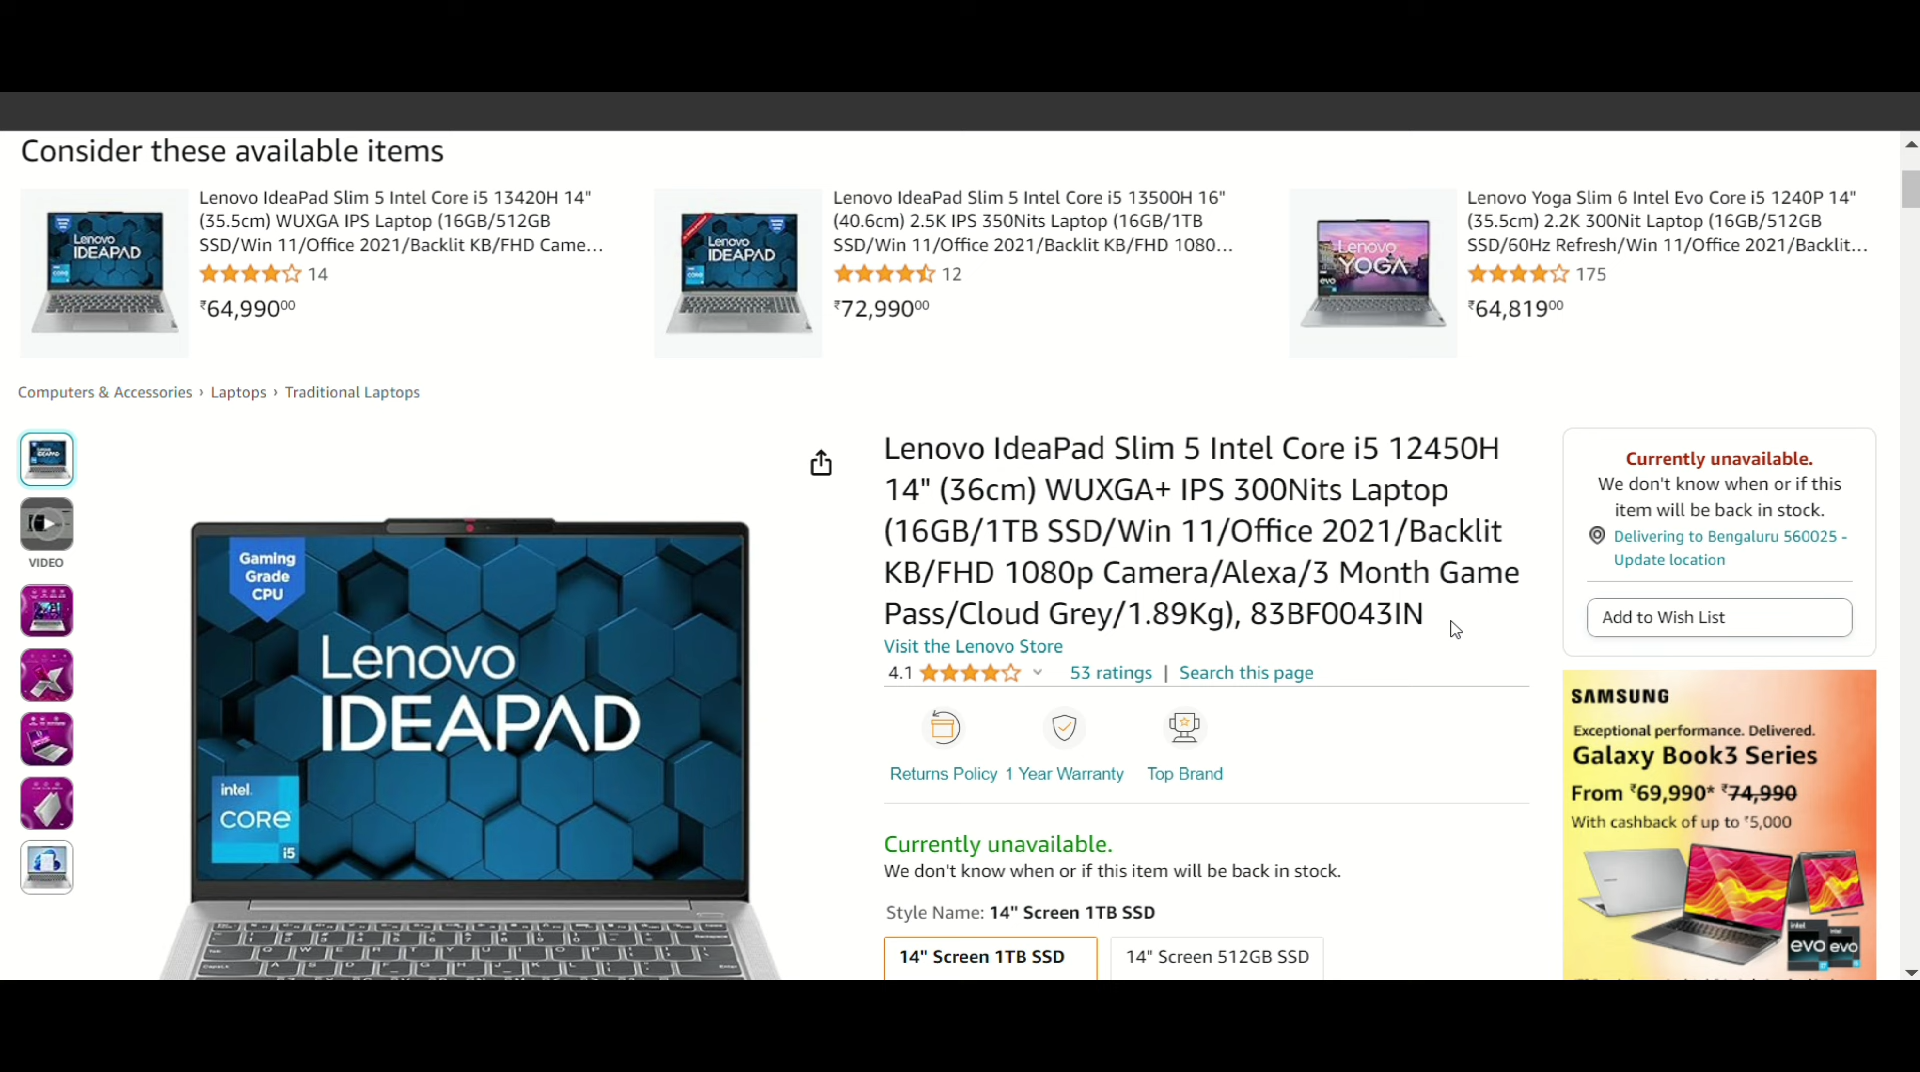 Consider these available items
Lenovo IdeaPad Slim 5 Intel Core i5 13420H 14"
(35.5cm) WUXGA IPS Laptop (16GB/512GB
SSD/Win 11/Office 2021/Backlit KB/FHD Came...
14
₹64,990⁰⁰
Lenovo IdeaPad Slim 5 Intel Core i5 13500H 16"
(40.6cm) 2.5K IPS 350Nits Laptop (16GB/1TB
SSD/Win 11/Office 2021/Backlit KB/FHD 1080...
12
₹72,990⁰⁰
Lenovo Yoga Slim 6 Intel Evo Core i5 1240P 14"
(35.5cm) 2.2K 300Nit Laptop (16GB/512GB
SSD/60Hz Refresh/Win 11/Office 2021/Backlit...
175
₹64,819⁰⁰
Lenovo
IDEAPAD
Lenovo
IDEAPAD
Lenovo
YOGA
Computers & Accessories › Laptops › Traditional Laptops
VIDEO
Gaming
Grade
CPU
Lenovo
IDEAPAD
intel.
CORE
i5
Lenovo IdeaPad Slim 5 Intel Core i5 12450H
14" (36cm) WUXGA+ IPS 300Nits Laptop
(16GB/1TB SSD/Win 11/Office 2021/Backlit
KB/FHD 1080p Camera/Alexa/3 Month Game
Pass/Cloud Grey/1.89Kg), 83BF0043IN
Visit the Lenovo Store
4.1 53 ratings | Search this page
Returns Policy 1 Year Warranty Top Brand
Currently unavailable.
We don't know when or if this item will be back in stock.
Style Name: 14" Screen 1TB SSD
14" Screen 1TB SSD 14" Screen 512GB SSD
Currently unavailable.
We don't know when or if this
item will be back in stock.
Delivering to Bengaluru 560025 -
Update location
Add to Wish List
SAMSUNG
Exceptional performance. Delivered.
Galaxy Book3 Series
From ₹69,990* ₹74,990
With cashback of up to ₹5,000
intel
evo
intel
evo